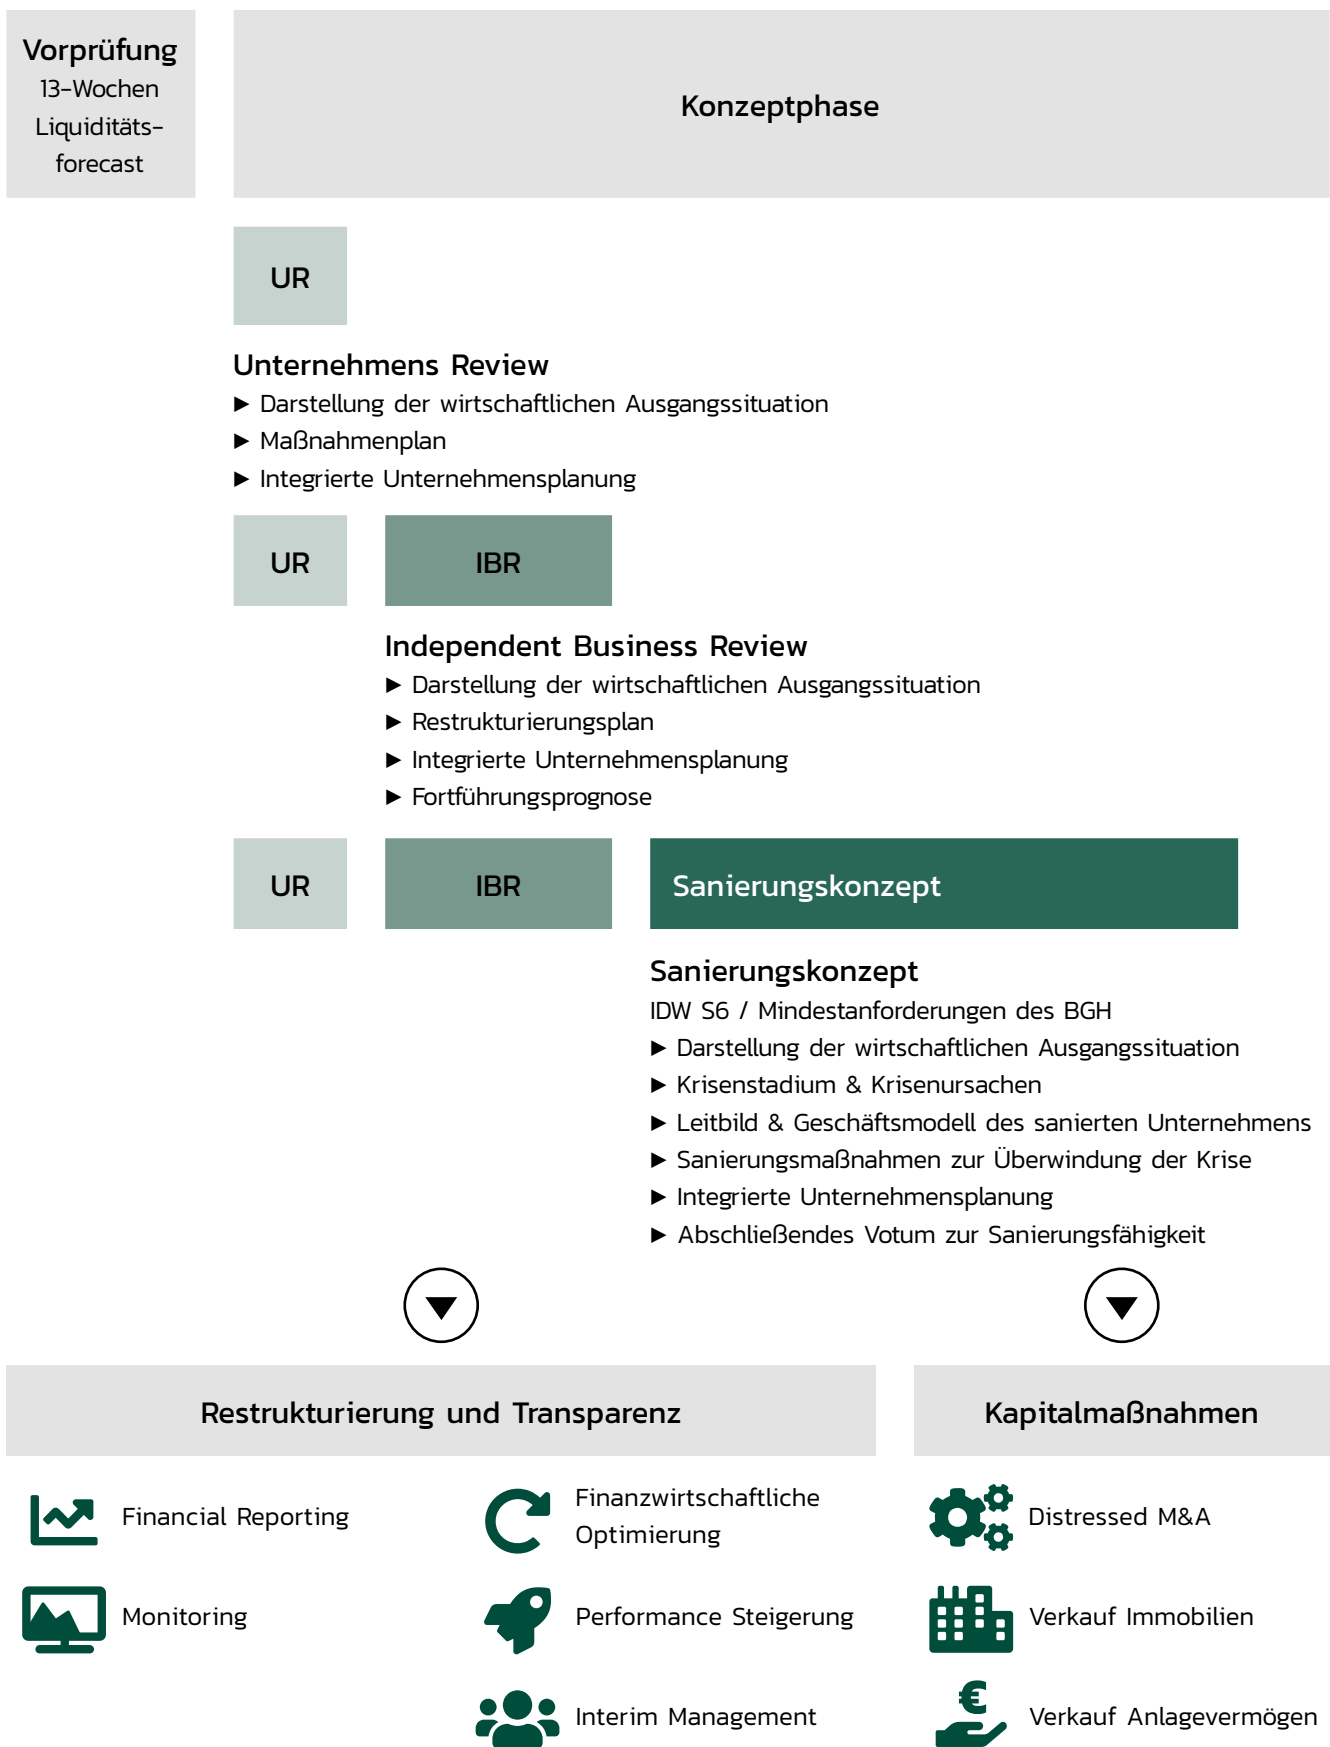 Vorprüfung
13-Wochen
Liquiditäts-
forecast
Konzeptphase
UR
Unternehmens Review
► Darstellung der wirtschaftlichen Ausgangssituation
► Maßnahmenplan
► Integrierte Unternehmensplanung
UR
IBR
Independent Business Review
► Darstellung der wirtschaftlichen Ausgangssituation
► Restrukturierungsplan
► Integrierte Unternehmensplanung
► Fortführungsprognose
UR
IBR
Sanierungskonzept
Sanierungskonzept
IDW S6 / Mindestanforderungen des BGH
► Darstellung der wirtschaftlichen Ausgangssituation
► Krisenstadium & Krisenursachen
► Leitbild & Geschäftsmodell des sanierten Unternehmens
► Sanierungsmaßnahmen zur Überwindung der Krise
► Integrierte Unternehmensplanung
► Abschließendes Votum zur Sanierungsfähigkeit
Restrukturierung und Transparenz
Financial Reporting
Monitoring
Finanzwirtschaftliche
Optimierung
Performance Steigerung
Interim Management
Kapitalmaßnahmen
Distressed M&A
Verkauf Immobilien
€
Verkauf Anlagevermögen